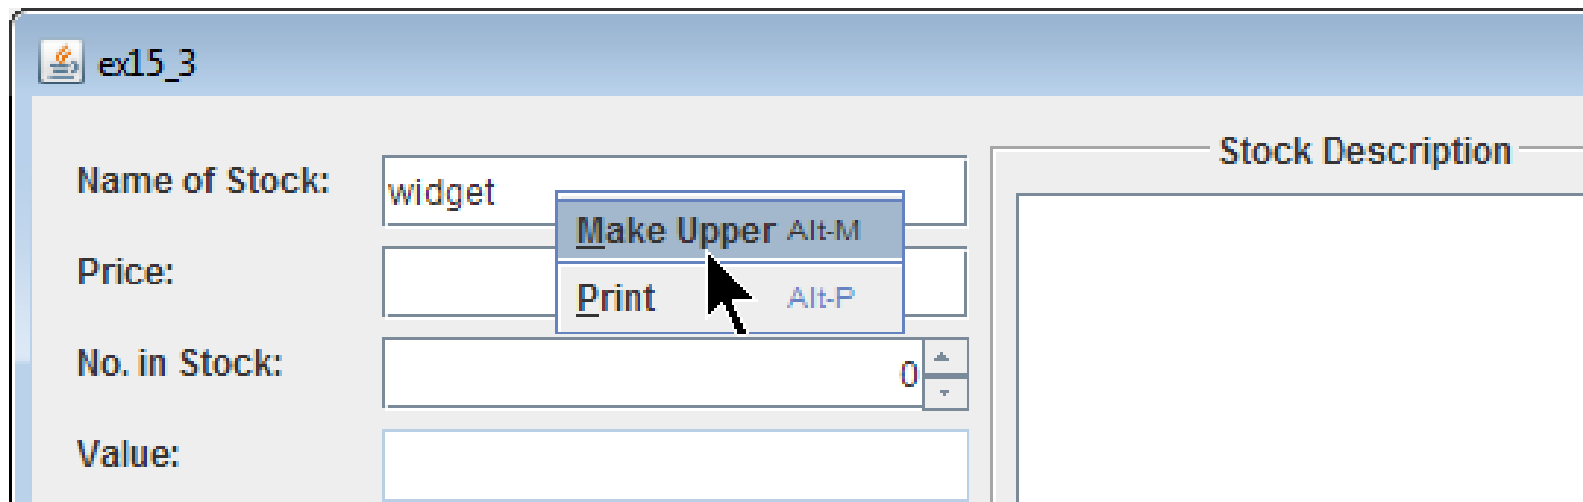 ex15_3
Name of Stock:
widget
Make Upper Alt-M
Print Alt-P
Price:
No. in Stock:
0
Value:
Stock Description